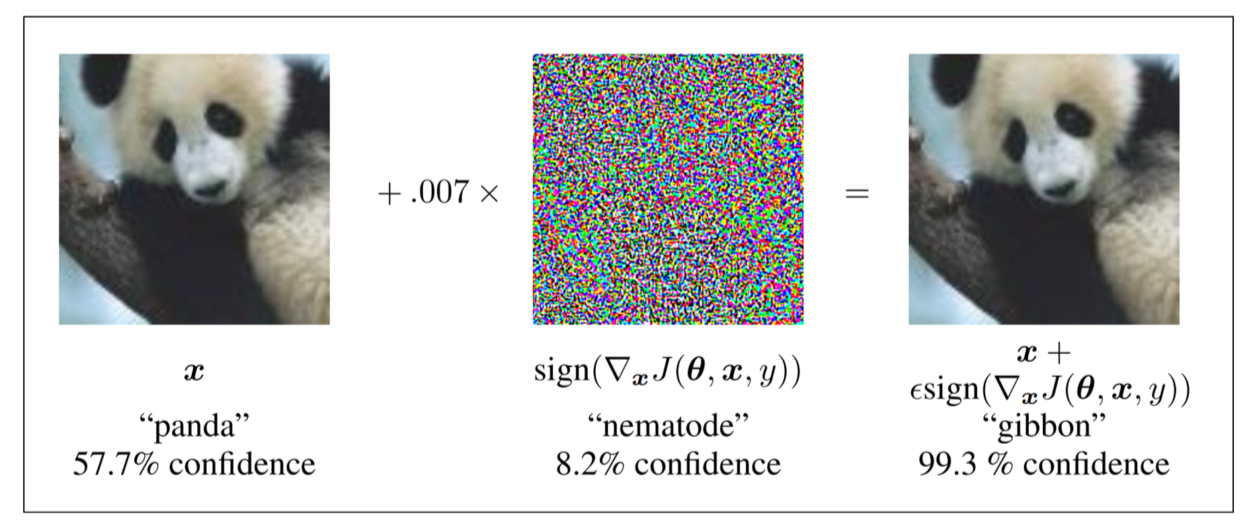 + .007 ×
=
x
“panda”
57.7% confidence
sign(∇ₓJ(θ, x, y))
“nematode”
8.2% confidence
x +
ϵsign(∇ₓJ(θ, x, y))
“gibbon”
99.3 % confidence